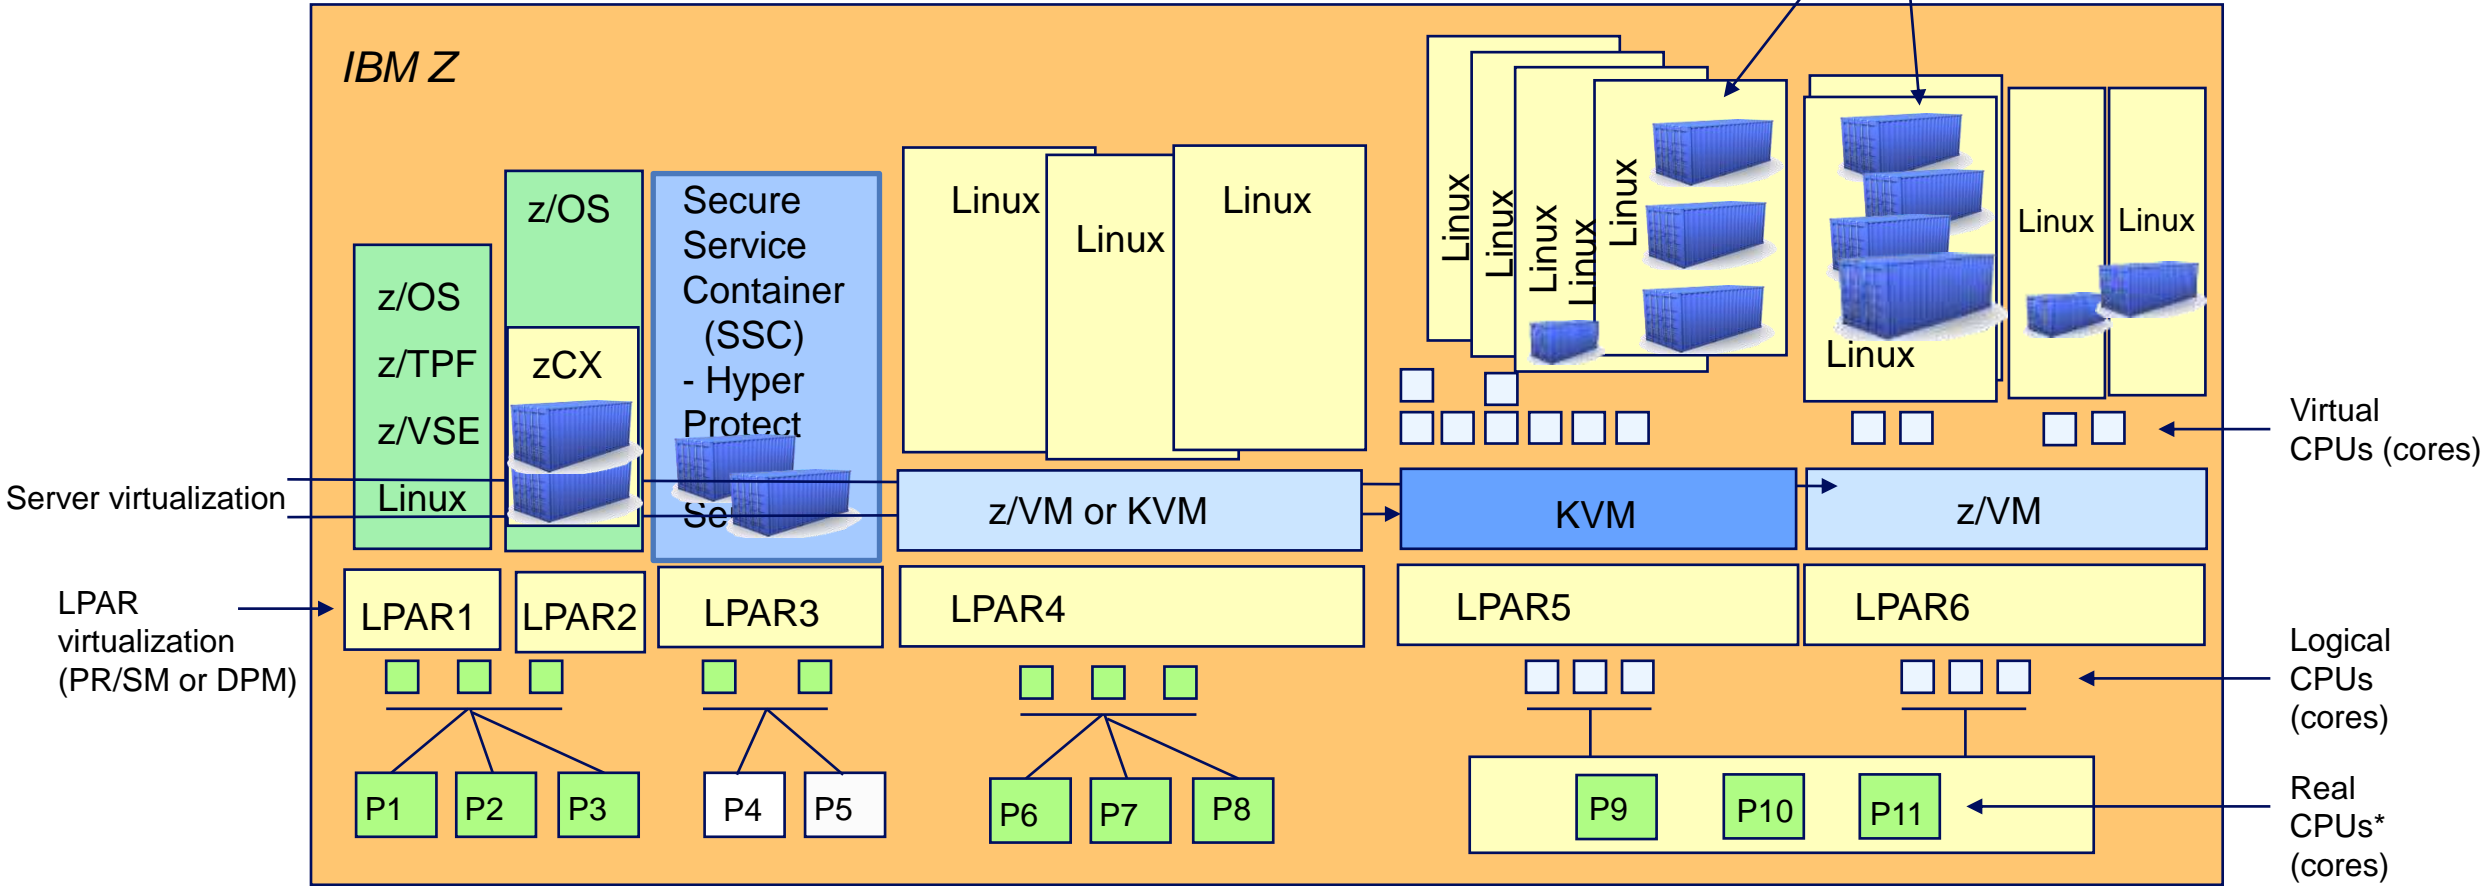 IBM Z
z/OS
z/TPF
z/VSE
Linux
z/OS
zCX
Secure
Service
Container
(SSC)
- Hyper
Protect
Linux
Linux
Linux
Linux
Linux
Linux
Linux
Linux
Linux
Linux
Linux
Virtual
CPUs (cores)
Server virtualization
z/VM or KVM
KVM
z/VM
LPAR
virtualization
(PR/SM or DPM)
LPAR1
LPAR2
LPAR3
LPAR4
LPAR5
LPAR6
Logical
CPUs
(cores)
P1
P2
P3
P4
P5
P6
P7
P8
P9
P10
P11
Real
CPUs*
(cores)